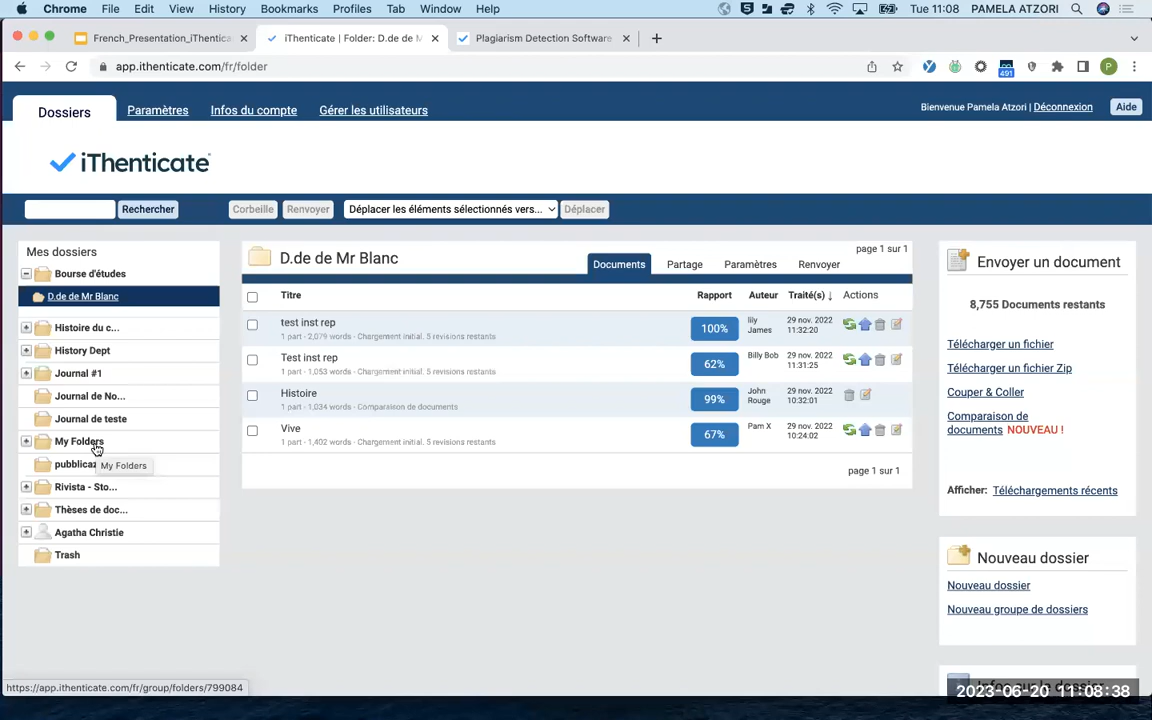 Chrome File Edit View History Bookmarks Profiles Tab Window Help Tue 11:08 PAMELA ATZORI
French_Presentation_iThentica
iThenticate | Folder: D.de de M
Plagiarism Detection Software
app.ithenticate.com/fr/folder
491
P
Dossiers Paramètres Infos du compte Gérer les utilisateurs
Bienvenue Pamela Atzori | Déconnexion Aide
iThenticate
Rechercher Corbeille Renvoyer Déplacer les éléments sélectionnés vers... Déplacer
Mes dossiers
Bourse d'études
D.de de Mr Blanc
Histoire du c...
History Dept
Journal #1
Journal de No...
Journal de teste
My Folders
pubblicaz
My Folders
Rivista - Sto...
Thèses de doc...
Agatha Christie
Trash
D.de de Mr Blanc
page 1 sur 1
Documents Partage Paramètres Renvoyer
Titre Rapport Auteur Traité(s) ↓ Actions
test inst rep
1 part - 2,079 words - Chargement initial. 5 revisions restants
100%
lily James
29 nov. 2022 11:32:20
Test inst rep
1 part - 1,053 words - Chargement initial. 5 revisions restants
62%
Billy Bob
29 nov. 2022 11:31:25
Histoire
1 part - 1,034 words - Comparaison de documents
99%
John Rouge
29 nov. 2022 10:32:01
Vive
1 part - 1,402 words - Chargement initial. 5 revisions restants
67%
Pam X
29 nov. 2022 10:24:02
page 1 sur 1
Envoyer un document
8,755 Documents restants
Télécharger un fichier
Télécharger un fichier Zip
Couper & Coller
Comparaison de
documents NOUVEAU !
Afficher: Téléchargements récents
Nouveau dossier
Nouveau dossier
Nouveau groupe de dossiers
https://app.ithenticate.com/fr/group/folders/799084
2023-06-20 11:08:38